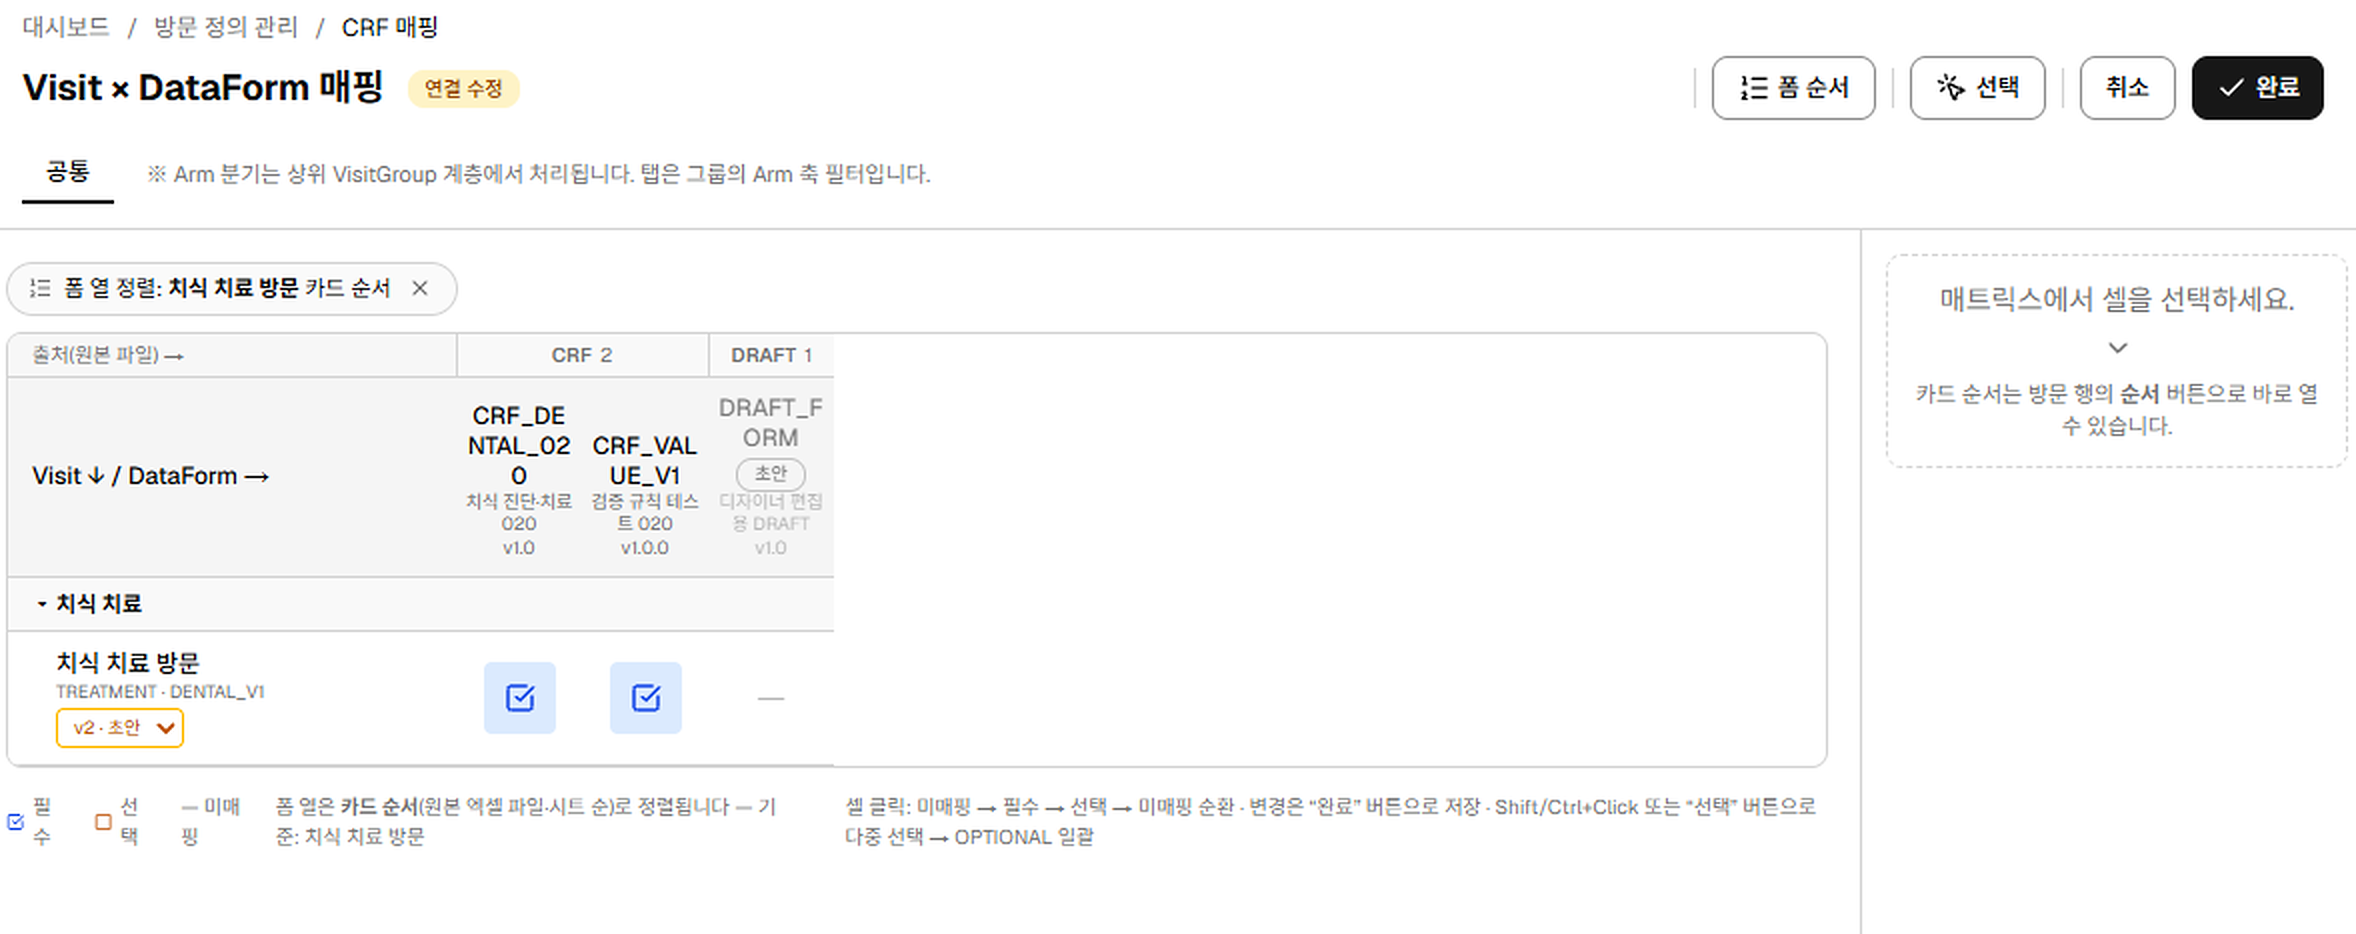 대시보드 / 방문 정의 관리 / CRF 매핑
Visit × DataForm 매핑 연결 수정
폼 순서 선택 취소 완료
공통 ※ Arm 분기는 상위 VisitGroup 계층에서 처리됩니다. 탭은 그룹의 Arm 축 필터입니다.
폼 열 정렬: 치식 치료 방문 카드 순서 ×
출처(원본 파일) → CRF 2 DRAFT 1
Visit ↓ / DataForm →
CRF_DE
NTAL_02
0
치식 진단·치료
020
v1.0
CRF_VAL
UE_V1
검증 규칙 테스
트 020
v1.0.0
DRAFT_F
ORM
초안
디자이너 편집
용 DRAFT
v1.0
치식 치료
치식 치료 방문
TREATMENT · DENTAL_V1
v2 · 초안
—
필
수
선
택
— 미매
핑
폼 열은 카드 순서(원본 엑셀 파일·시트 순)로 정렬됩니다 — 기
준: 치식 치료 방문
셀 클릭: 미매핑 → 필수 → 선택 → 미매핑 순환 · 변경은 “완료” 버튼으로 저장 · Shift/Ctrl+Click 또는 “선택” 버튼으로
다중 선택 → OPTIONAL 일괄
매트릭스에서 셀을 선택하세요.
카드 순서는 방문 행의 순서 버튼으로 바로 열
수 있습니다.